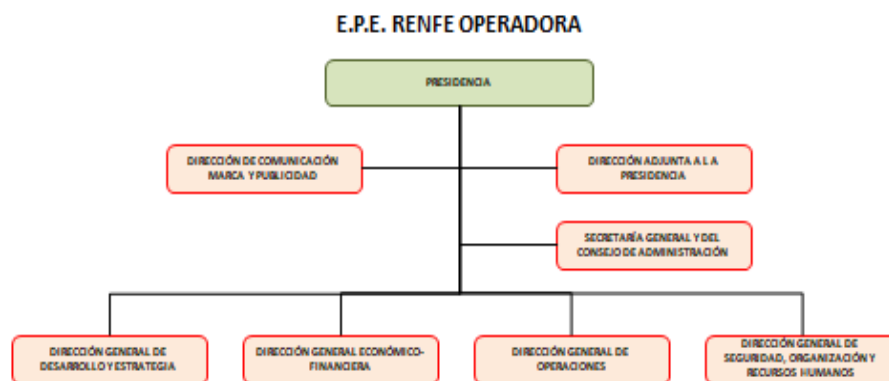 E.P.E. RENFE OPERADORA
PRESIDENCIA
DIRECCIÓN DE COMUNICACIÓN
MARCA Y PUBLICIDAD
DIRECCIÓN ADJUNTA A LA
PRESIDENCIA
SECRETARÍA GENERAL Y DEL
CONSEJO DE ADMINISTRACIÓN
DIRECCIÓN GENERAL DE
DESARROLLO Y ESTRATEGIA
DIRECCIÓN GENERAL ECONÓMICO-
FINANCIERA
DIRECCIÓN GENERAL DE
OPERACIONES
DIRECCIÓN GENERAL DE
SEGURIDAD, ORGANIZACIÓN Y
RECURSOS HUMANOS